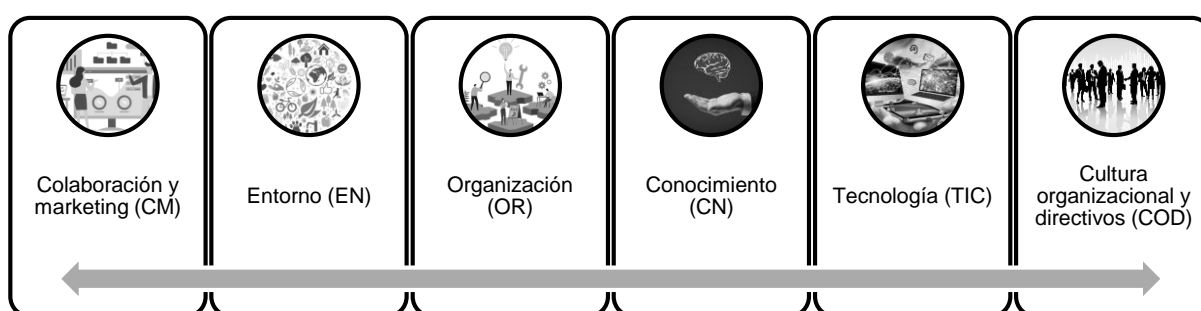 Colaboración y
marketing (CM)
Entorno (EN)
Organización
(OR)
Conocimiento
(CN)
Tecnología (TIC)
Cultura
organizacional y
directivos (COD)